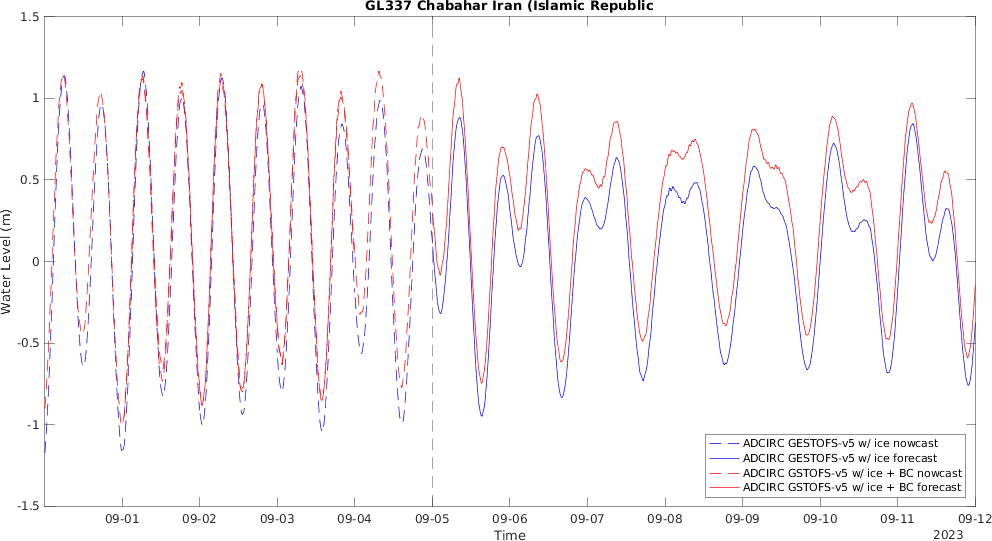 GL337 Chabahar Iran (Islamic Republic
1.5
1
0.5
0
-0.5
-1
-1.5
Water Level (m)
09-01 09-02 09-03 09-04 09-05 09-06 09-07 09-08 09-09 09-10 09-11 09-12
Time
2023
ADCIRC GESTOFS-v5 w/ ice nowcast
ADCIRC GESTOFS-v5 w/ ice forecast
ADCIRC GSTOFS-v5 w/ ice + BC nowcast
ADCIRC GSTOFS-v5 w/ ice + BC forecast